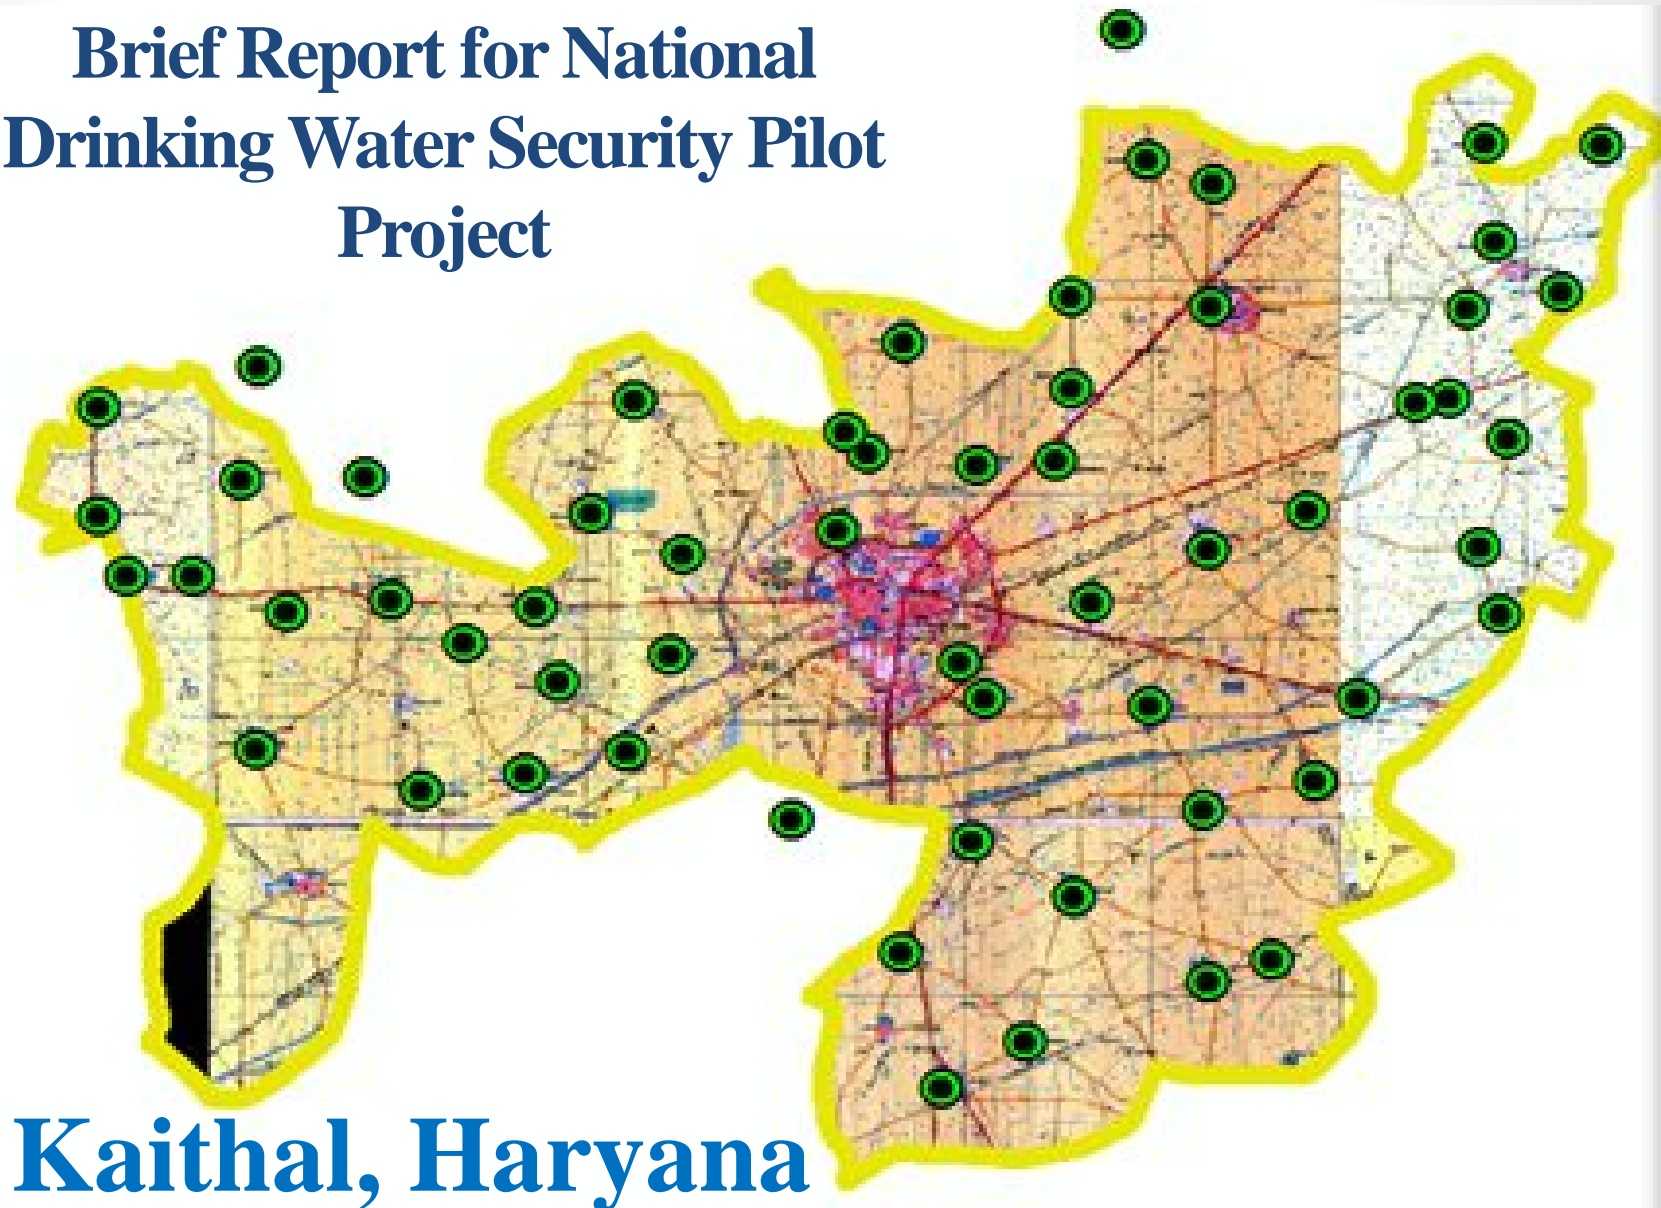 Brief Report for National
Drinking Water Security Pilot
Project
Kaithal, Haryana